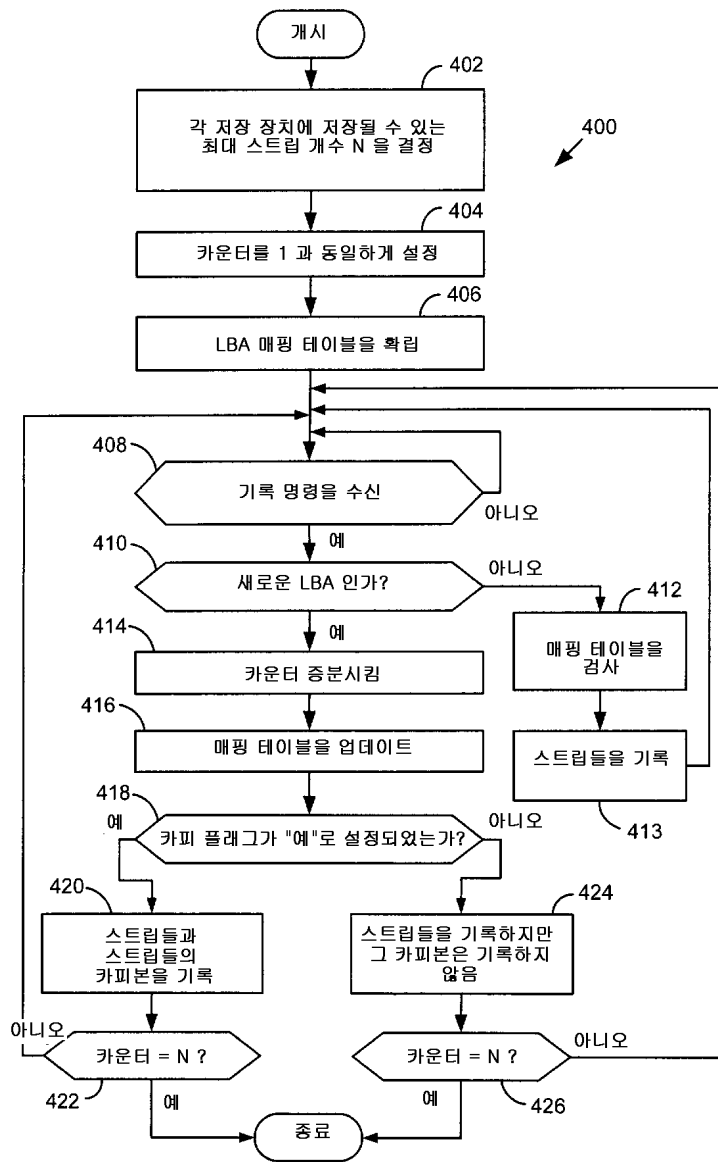 개시
402
각 저장 장치에 저장될 수 있는
최대 스트립 개수 N 을 결정
400
404
카운터를 1 과 동일하게 설정
406
LBA 매핑 테이블을 확립
408
기록 명령을 수신
아니오
예
410
새로운 LBA 인가?
아니오
412
매핑 테이블을
검사
예
414
카운터 증분시킴
416
매핑 테이블을 업데이트
스트립들을 기록
413
418
예
카피 플래그가 "예"로 설정되었는가?
아니오
420
스트립들과
스트립들의
카피본을 기록
424
스트립들을 기록하지만
그 카피본은 기록하지
않음
아니오
카운터 = N ?
422
예
카운터 = N ?
아니오
426
예
종료